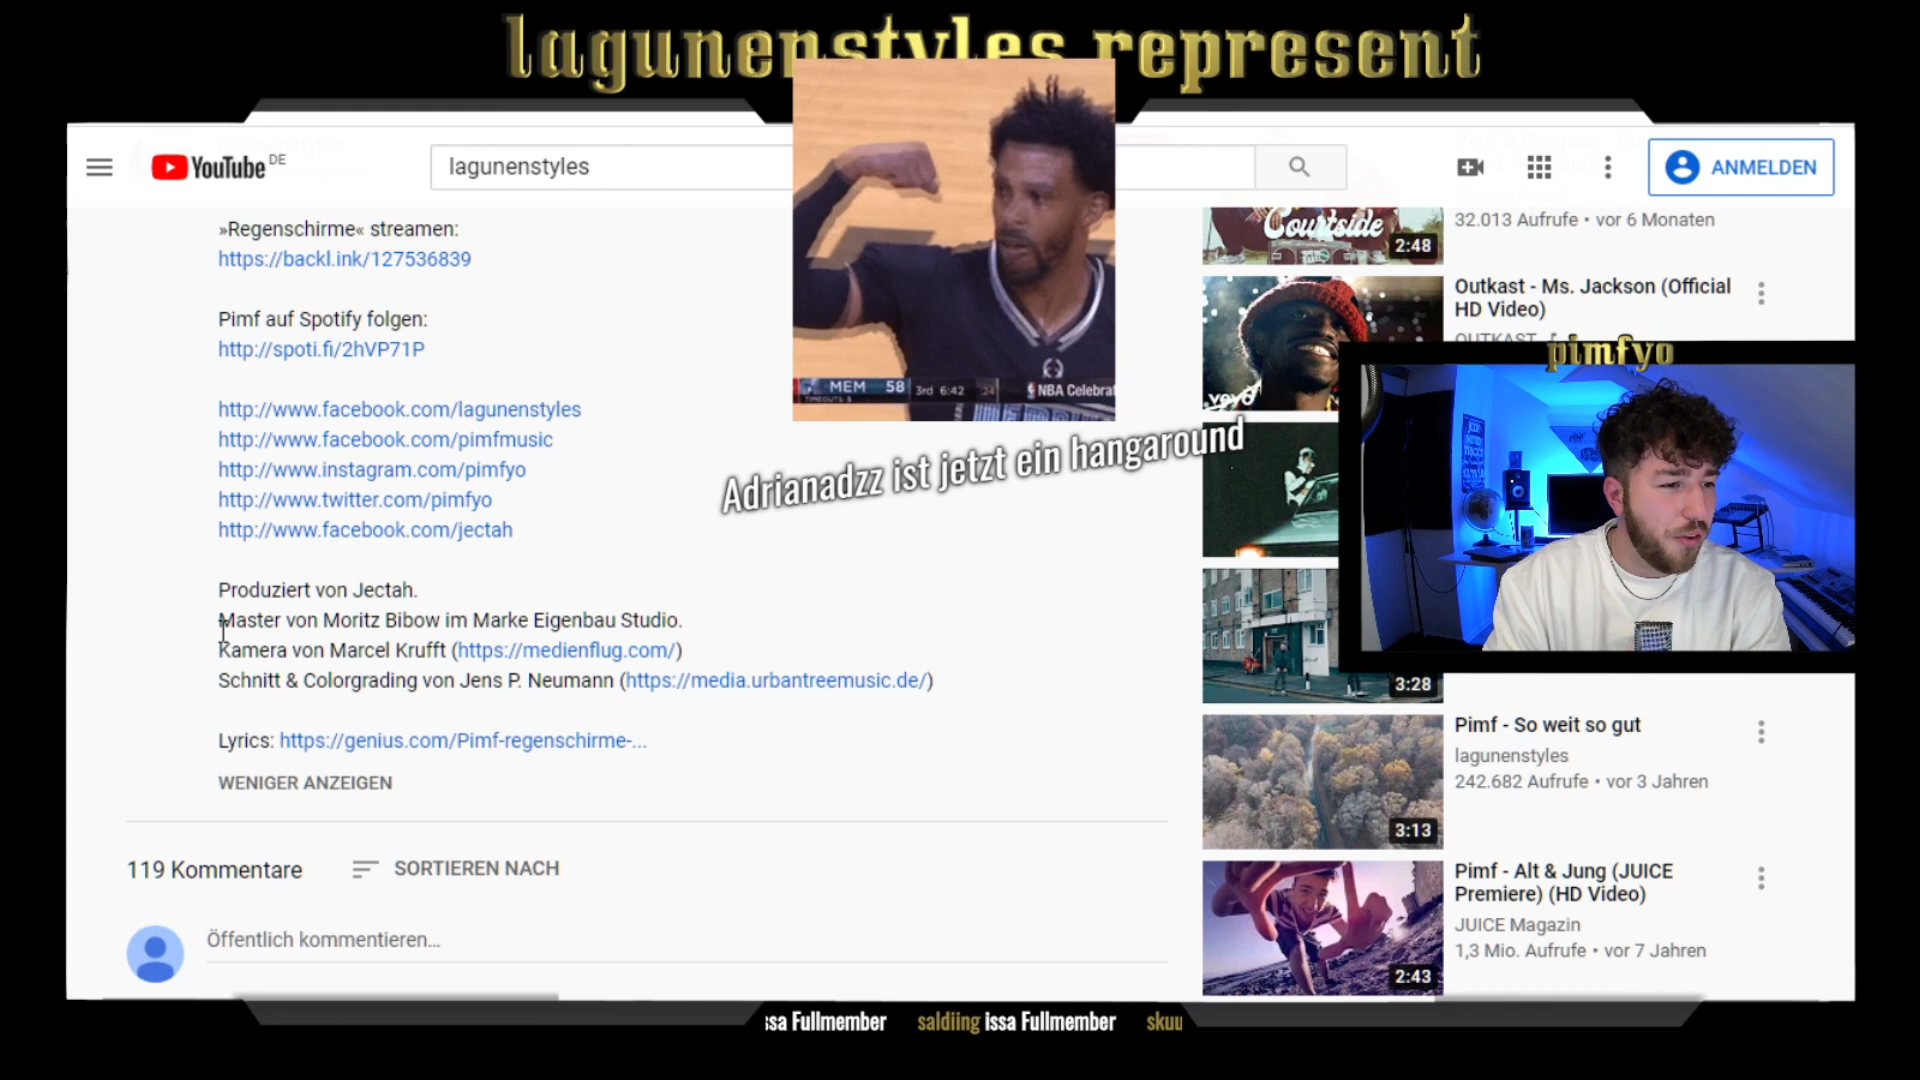 lagunenstyles represent
YouTube DE
lagunenstyles
ANMELDEN
»Regenschirme« streamen:
https://backl.ink/127536839
Pimf auf Spotify folgen:
http://spoti.fi/2hVP71P
http://www.facebook.com/lagunenstyles
http://www.facebook.com/pimfmusic
http://www.instagram.com/pimfyo
http://www.twitter.com/pimfyo
http://www.facebook.com/jectah
Produziert von Jectah.
Master von Moritz Bibow im Marke Eigenbau Studio.
Kamera von Marcel Krufft (https://medienflug.com/)
Schnitt & Colorgrading von Jens P. Neumann (https://media.urbantreemusic.de/)
Lyrics: https://genius.com/Pimf-regenschirme-...
WENIGER ANZEIGEN
119 Kommentare
SORTIEREN NACH
Öffentlich kommentieren...
MEM 58 3rd 6:42 :24 NBA Celebrat
TIMEOUTS: 5
Adrianadzz ist jetzt ein hangaround
Courtside
2:48
32.013 Aufrufe • vor 6 Monaten
vevo
Outkast - Ms. Jackson (Official
HD Video)
OUTKAST
pimfyo
3:28
3:13
Pimf - So weit so gut
lagunenstyles
242.682 Aufrufe • vor 3 Jahren
2:43
Pimf - Alt & Jung (JUICE
Premiere) (HD Video)
JUICE Magazin
1,3 Mio. Aufrufe • vor 7 Jahren
ssa Fullmember saldiing issa Fullmember skuu